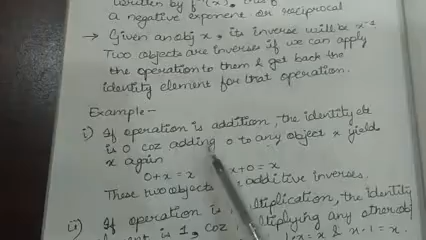 written by f⁻¹(x), this is
a negative exponent or reciprocal
→ Given an obj x, its inverse will be x⁻¹
Two objects are inverses if we can apply
the operation to them & get back the
identity element for that operation.
Example -
i) If operation is addition, the identity ele
is 0 coz adding 0 to any object x yield
x again
0+x = x x+0 = x
These two objects additive inverses.
ii) If operation is multiplication, the identity
is 1, coz multiplying any other obj
1·x = x & x·1 = x.